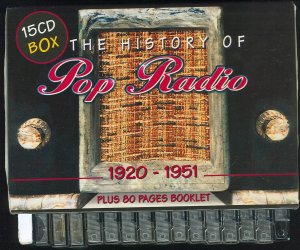 15CD
BOX
THE HISTORY OF
Pop Radio
1920 - 1951
PLUS 80 PAGES BOOKLET